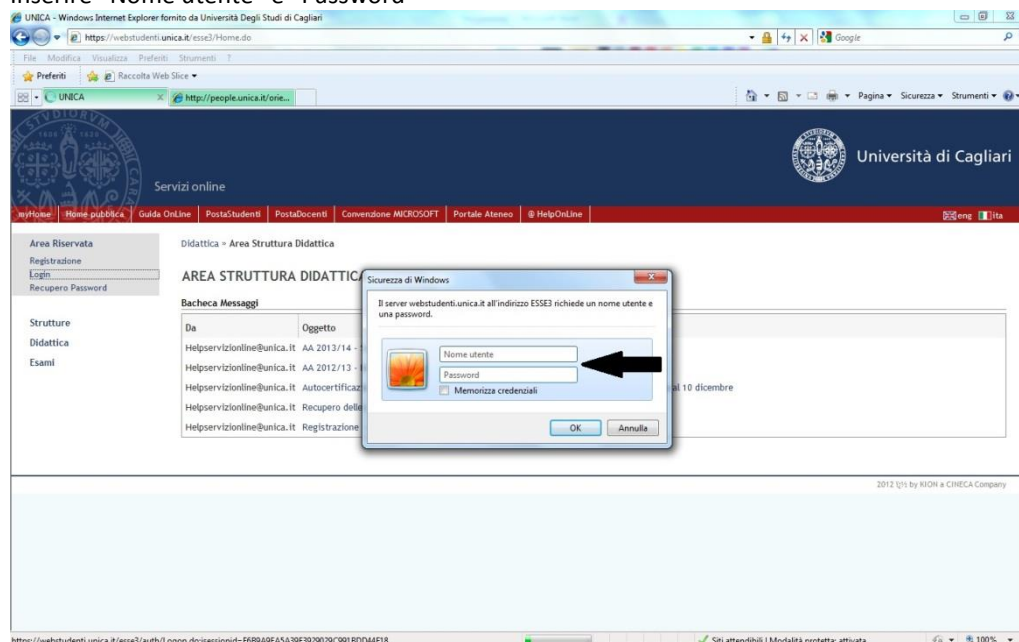 Inserire "Nome utente" e "Password"
UNICA - Windows Internet Explorer fornito da Università Degli Studi di Cagliari
https://webstudenti.unica.it/esse3/Home.do
Google
File Modifica Visualizza Preferiti Strumenti ?
Preferiti Raccolta Web Slice
UNICA
http://people.unica.it/orie...
Pagina Sicurezza Strumenti
Università di Cagliari
Servizi online
myHome Home pubblica Guida OnLine PostaStudenti PostaDocenti Convenzione MICROSOFT Portale Ateneo @ HelpOnLine
eng ita
Area Riservata
Registrazione
Login
Recupero Password
Strutture
Didattica
Esami
Didattica » Area Struttura Didattica
AREA STRUTTURA DIDATTICA
Bacheca Messaggi
Da Oggetto
Helpservizionline@unica.it AA 2013/14 -
Helpservizionline@unica.it AA 2012/13 -
Helpservizionline@unica.it Autocertificaz al 10 dicembre
Helpservizionline@unica.it Recupero delle
Helpservizionline@unica.it Registrazione
Sicurezza di Windows
Il server webstudenti.unica.it all'indirizzo ESSE3 richiede un nome utente e
una password.
Nome utente
Password
Memorizza credenziali
OK Annulla
2012 by KION a CINECA Company
Siti attendibili | Modalità protetta: attivata
100%